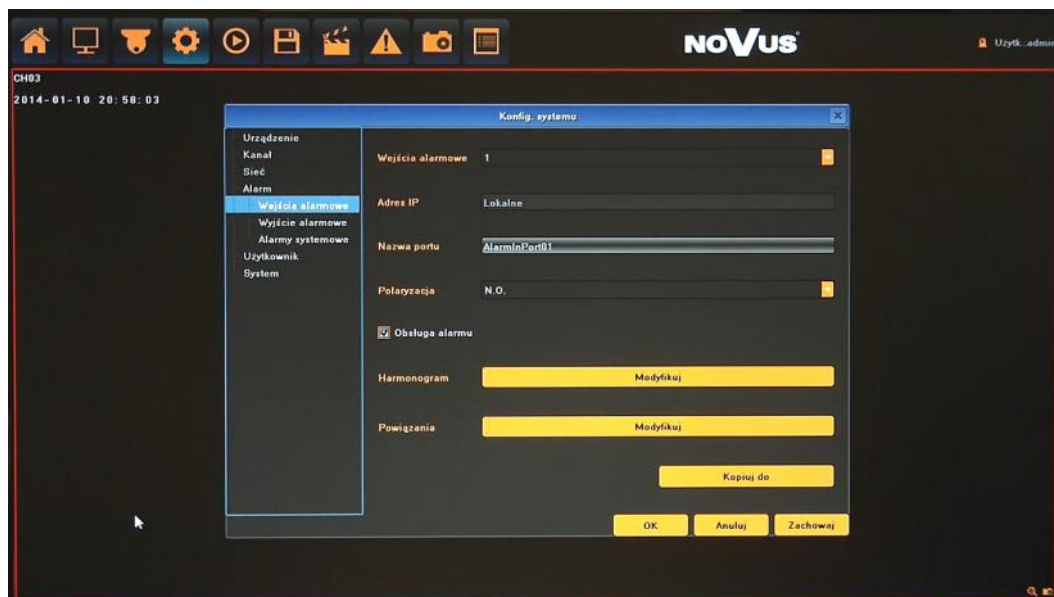 NOVUS
Użytk.:admin
CH03
2014-01-10 20:58:03
Konfig. systemu
Urządzenie
Kanał
Sieć
Alarm
Wejścia alarmowe
Wyjście alarmowe
Alarmy systemowe
Użytkownik
System
Wejścia alarmowe 1
Adres IP Lokalne
Nazwa portu AlarmInPort01
Polaryzacja N.O.
Obsługa alarmu
Harmonogram Modyfikuj
Powiązania Modyfikuj
Kopiuj do
OK Anuluj Zachowaj